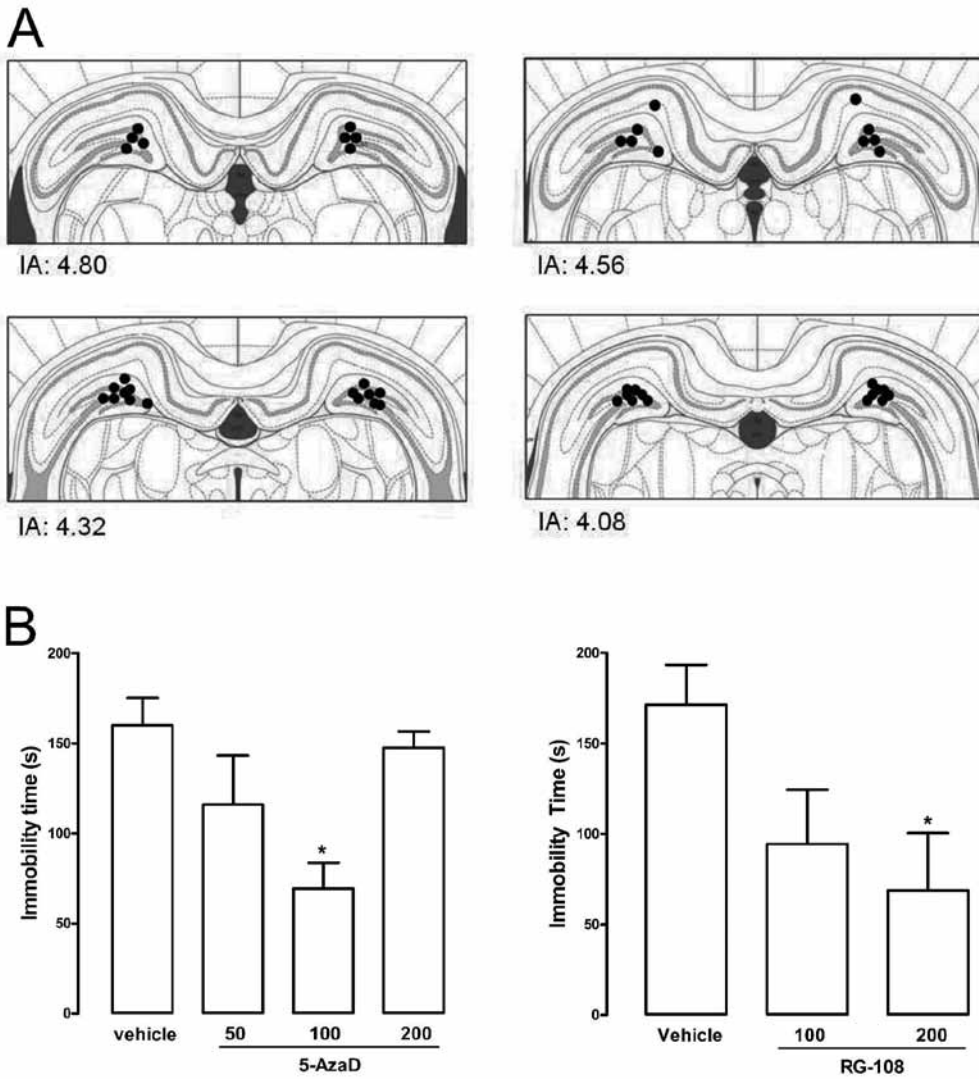 A
IA: 4.80
IA: 4.56
IA: 4.32
IA: 4.08
B
Immobility time (s)
200
150
100
50
0
*
vehicle 50 100 200
5-AzaD
Immobility Time (s)
200
150
100
50
0
*
Vehicle 100 200
RG-108